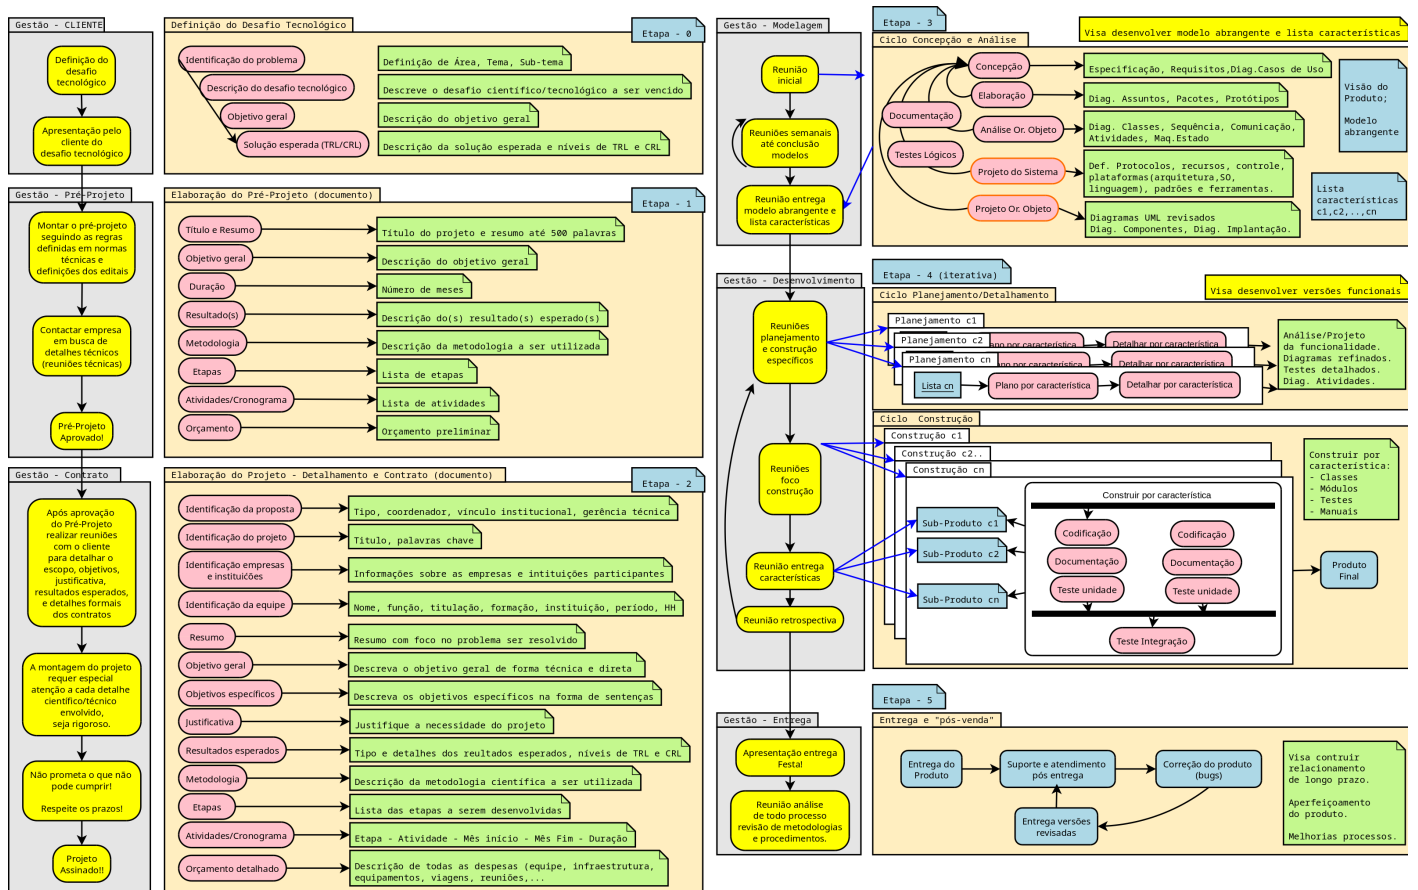 Gestão - CLIENTE
Definição do
desafio
tecnológico
Apresentação pelo
cliente do
desafio tecnológico
Definição do Desafio Tecnológico
Etapa - 0
Identificação do problema
Definição de Área, Tema, Sub-tema
Descrição do desafio tecnológico
Descreve o desafio científico/tecnológico a ser vencido
Objetivo geral
Descrição do objetivo geral
Solução esperada (TRL/CRL)
Descrição da solução esperada e níveis de TRL e CRL
Gestão - Pré-Projeto
Montar o pré-projeto
seguindo as regras
definidas em normas
técnicas e
definições dos editais
Contactar empresa
em busca de
detalhes técnicos
(reuniões técnicas)
Pré-Projeto
Aprovado!
Elaboração do Pré-Projeto (documento)
Etapa - 1
Título e Resumo
Título do projeto e resumo até 500 palavras
Objetivo geral
Descrição do objetivo geral
Duração
Número de meses
Resultado(s)
Descrição do(s) resultado(s) esperado(s)
Metodologia
Descrição da metodologia a ser utilizada
Etapas
Lista de etapas
Atividades/Cronograma
Lista de atividades
Orçamento
Orçamento preliminar
Gestão - Contrato
Após aprovação
do Pré-Projeto
realizar reuniões
com o cliente
para detalhar o
escopo, objetivos,
justificativa,
resultados esperados,
e detalhes formais
dos contratos
A montagem do projeto
requer especial
atenção a cada detalhe
científico/técnico
envolvido,
seja rigoroso.
Não prometa o que não
pode cumprir!
Respeite os prazos!
Projeto
Assinado!!
Elaboração do Projeto - Detalhamento e Contrato (documento)
Etapa - 2
Identificação da proposta
Tipo, coordenador, vínculo institucional, gerência técnica
Identificação do projeto
Título, palavras chave
Identificação empresas
e instituićões
Informações sobre as empresas e intituições participantes
Identificação da equipe
Nome, função, titulação, formação, instituição, período, HH
Resumo
Resumo com foco no problema ser resolvido
Objetivo geral
Descreva o objetivo geral de forma técnica e direta
Objetivos específicos
Descreva os objetivos específicos na forma de sentenças
Justificativa
Justifique a necessidade do projeto
Resultados esperados
Tipo e detalhes dos reultados esperados, níveis de TRL e CRL
Metodologia
Descrição da metodologia científica a ser utilizada
Etapas
Lista das etapas a serem desenvolvidas
Atividades/Cronograma
Etapa - Atividade - Mês início - Mês Fim - Duração
Orçamento detalhado
Descrição de todas as despesas (equipe, infraestrutura,
equipamentos, viagens, reuniões,...
Gestão - Modelagem
Reunião
inicial
Reuniões semanais
até conclusão
modelos
Reunião entrega
modelo abrangente e
lista características
Etapa - 3
Visa desenvolver modelo abrangente e lista características
Ciclo Concepção e Análise
Concepção
Especificação, Requisitos,Diag.Casos de Uso
Elaboração
Diag. Assuntos, Pacotes, Protótipos
Documentação
Análise Or. Objeto
Diag. Classes, Sequência, Comunicação,
Atividades, Maq.Estado
Testes Lógicos
Projeto do Sistema
Def. Protocolos, recursos, controle,
plataformas(arquitetura,SO,
linguagem), padrões e ferramentas.
Projeto Or. Objeto
Diagramas UML revisados
Diag. Componentes, Diag. Implantação.
Visão do
Produto;
Modelo
abrangente
Lista
características
c1,c2,..,cn
Gestão - Desenvolvimento
Reuniões
planejamento
e construção
específicos
Reuniões
foco
construção
Reunião entrega
características
Reunião retrospectiva
Etapa - 4 (iterativa)
Visa desenvolver versões funcionais
Ciclo Planejamento/Detalhamento
Planejamento c1
Plano por característica
Detalhar por característica
Planejamento c2
Plano por característica
Detalhar por característica
Planejamento cn
Lista cn
Plano por característica
Detalhar por característica
Análise/Projeto
da funcionalidade.
Diagramas refinados.
Testes detalhados.
Diag. Atividades.
Ciclo  Construção
Construção c1
Construção c2..
Construção cn
Sub-Produto c1
Sub-Produto c2
Sub-Produto cn
Construir por característica
Codificação
Documentação
Teste unidade
Codificação
Documentação
Teste unidade
Teste Integração
Construir por
característica:
- Classes
- Módulos
- Testes
- Manuais
Produto
Final
Gestão - Entrega
Apresentação entrega
Festa!
Reunião análise
de todo processo
revisão de metodologias
e procedimentos.
Etapa - 5
Entrega e "pós-venda"
Entrega do
Produto
Suporte e atendimento
pós entrega
Correção do produto
(bugs)
Entrega versões
revisadas
Visa contruir
relacionamento
de longo prazo.
Aperfeiçoamento
do produto.
Melhorias processos.